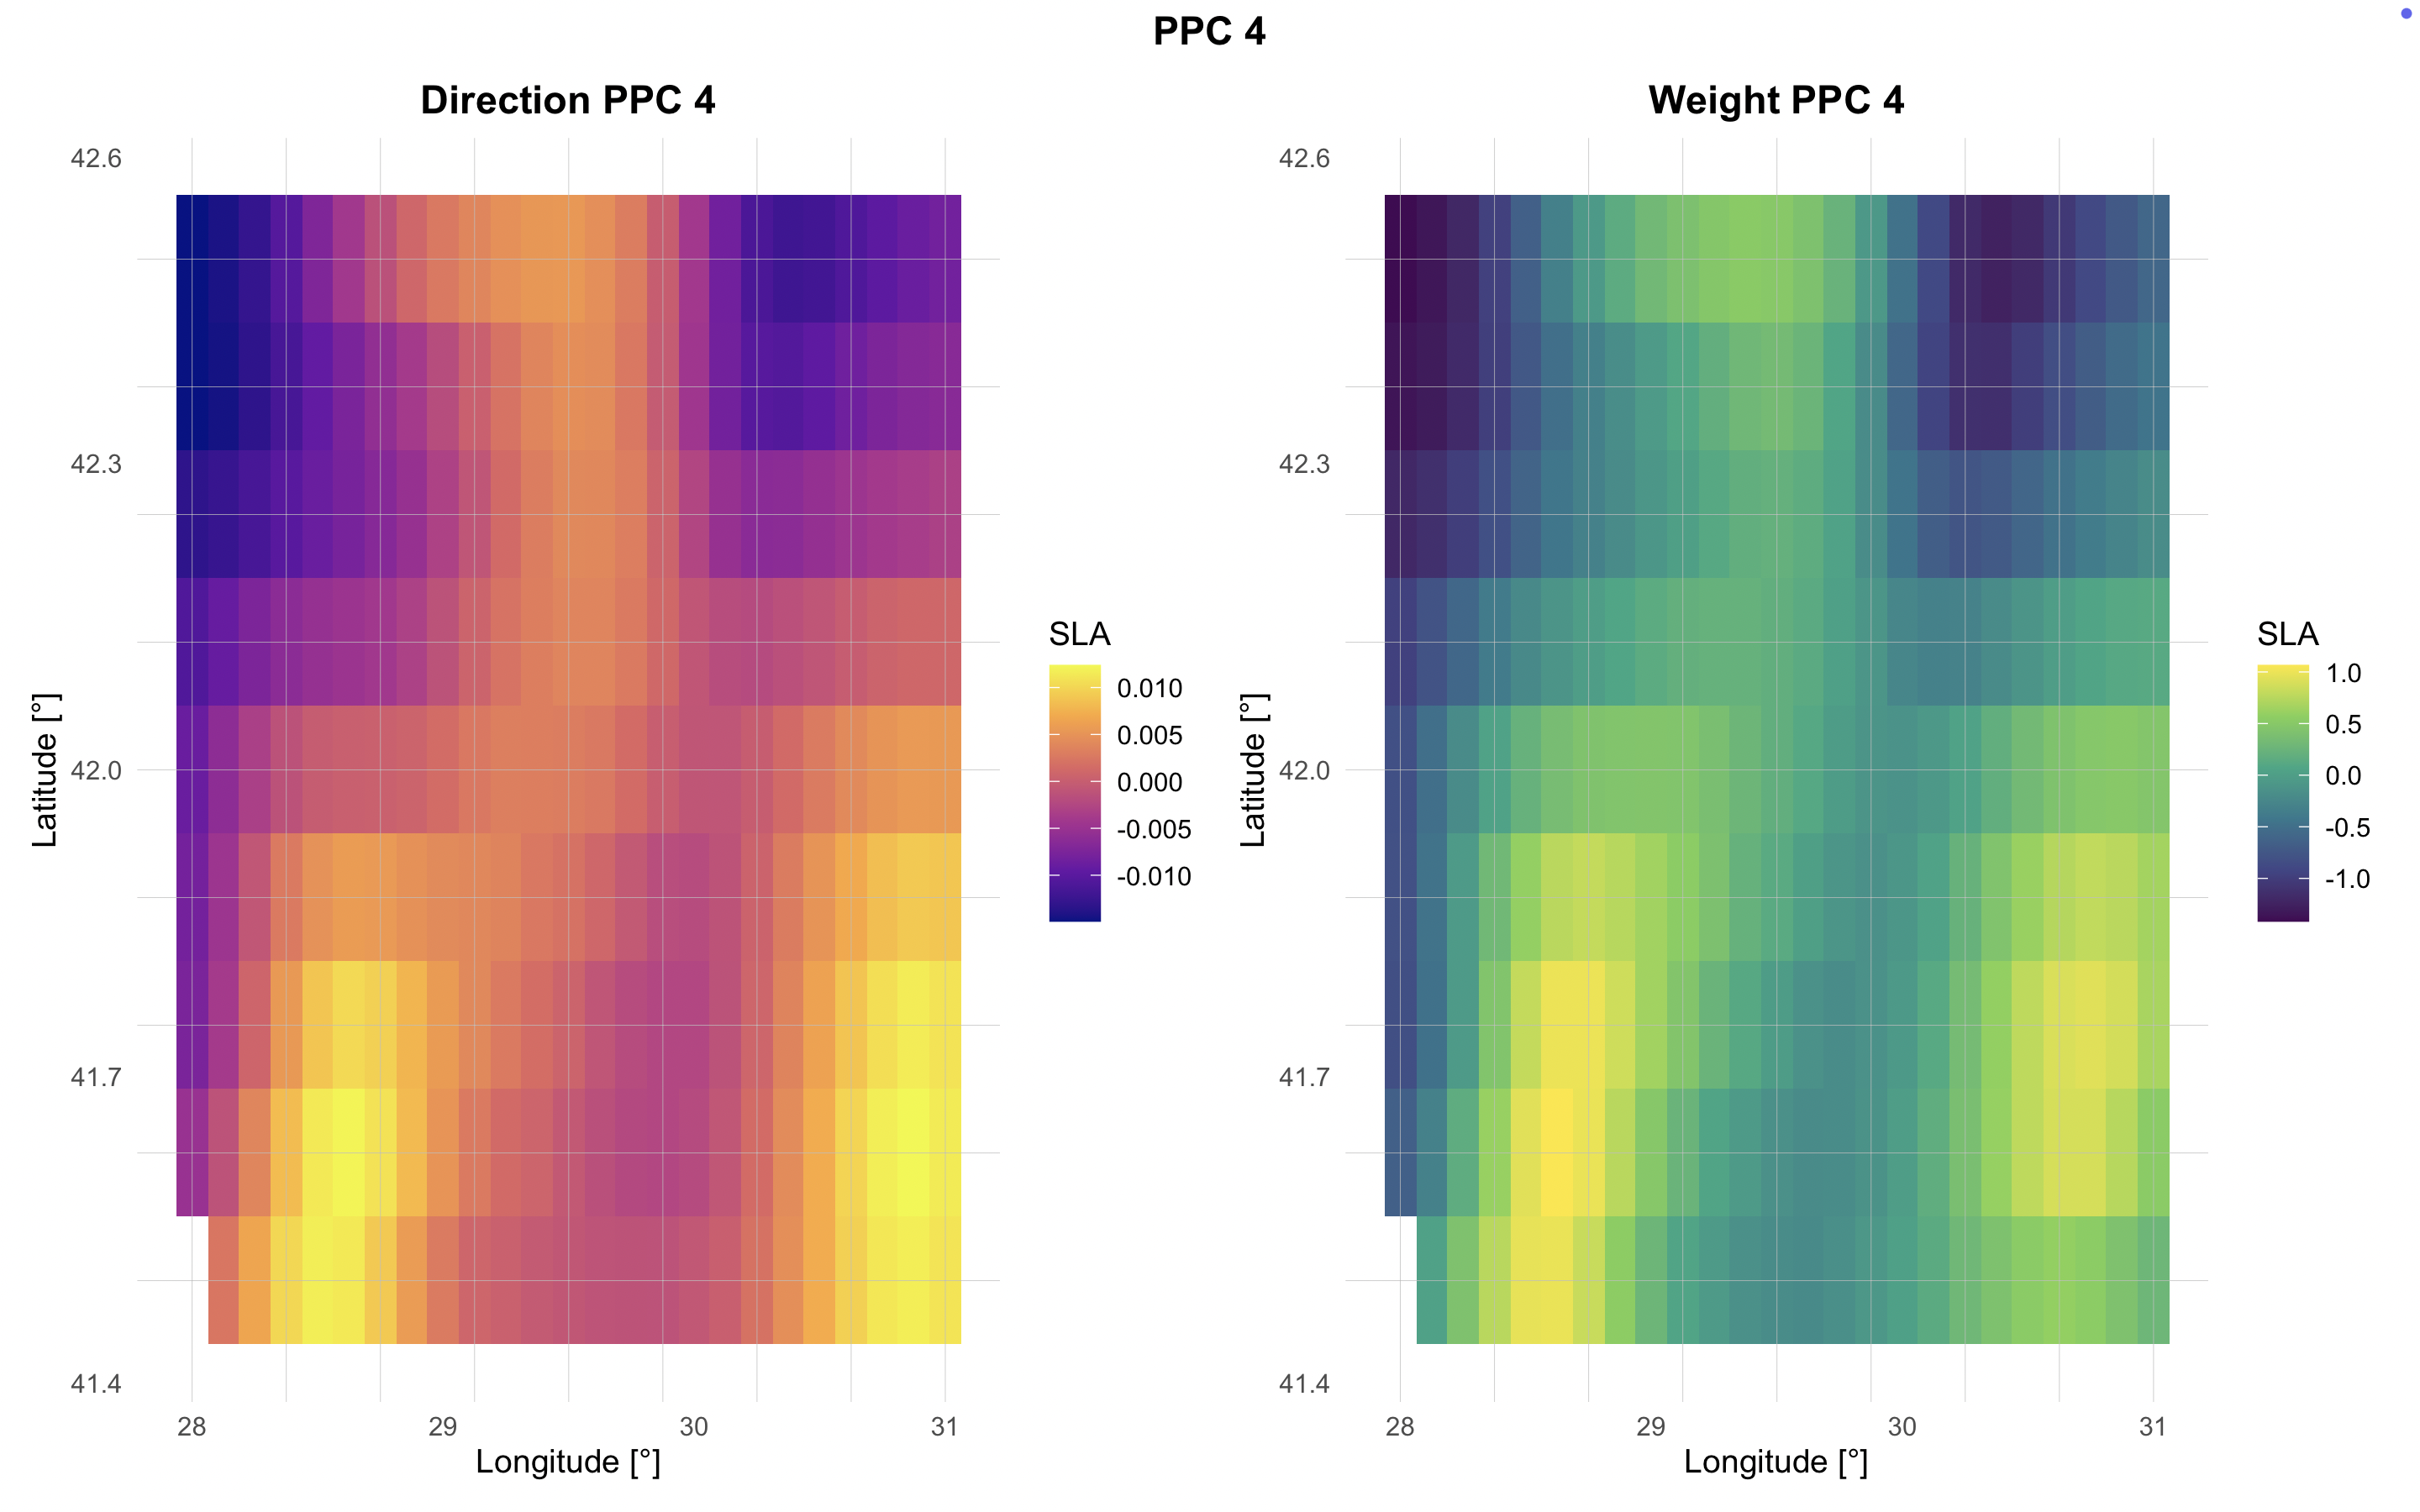 PPC 4
Direction PPC 4
42.6
42.3
42.0
41.7
41.4
Latitude [°]
28 29 30 31
Longitude [°]
SLA
0.010
0.005
0.000
-0.005
-0.010
Weight PPC 4
42.6
42.3
42.0
41.7
41.4
Latitude [°]
28 29 30 31
Longitude [°]
SLA
1.0
0.5
0.0
-0.5
-1.0